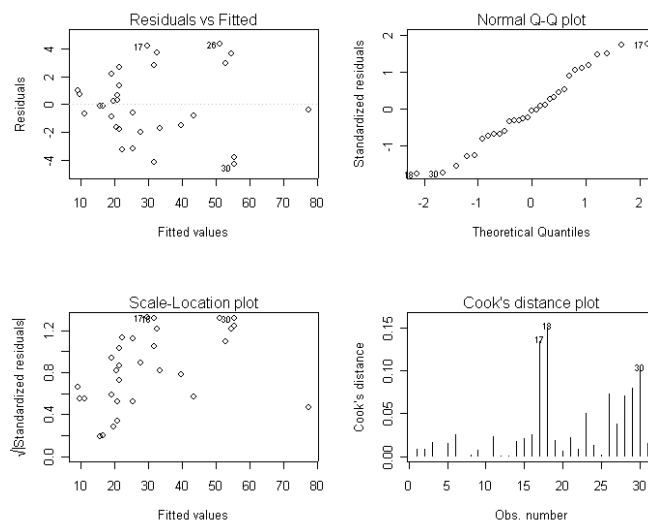 Residuals vs Fitted
Residuals
4
2
0
-2
-4
17
26
30
10 20 30 40 50 60 70 80
Fitted values
Normal Q-Q plot
Standardized residuals
2
1
0
-1
17
18
30
-2 -1 0 1 2
Theoretical Quantiles
Scale-Location plot
√|Standardized residuals|
1.2
0.8
0.4
0.0
17
18
30
10 20 30 40 50 60 70 80
Fitted values
Cook's distance plot
Cook's distance
0.15
0.10
0.05
0.00
17
18
30
0 5 10 15 20 25 30
Obs. number